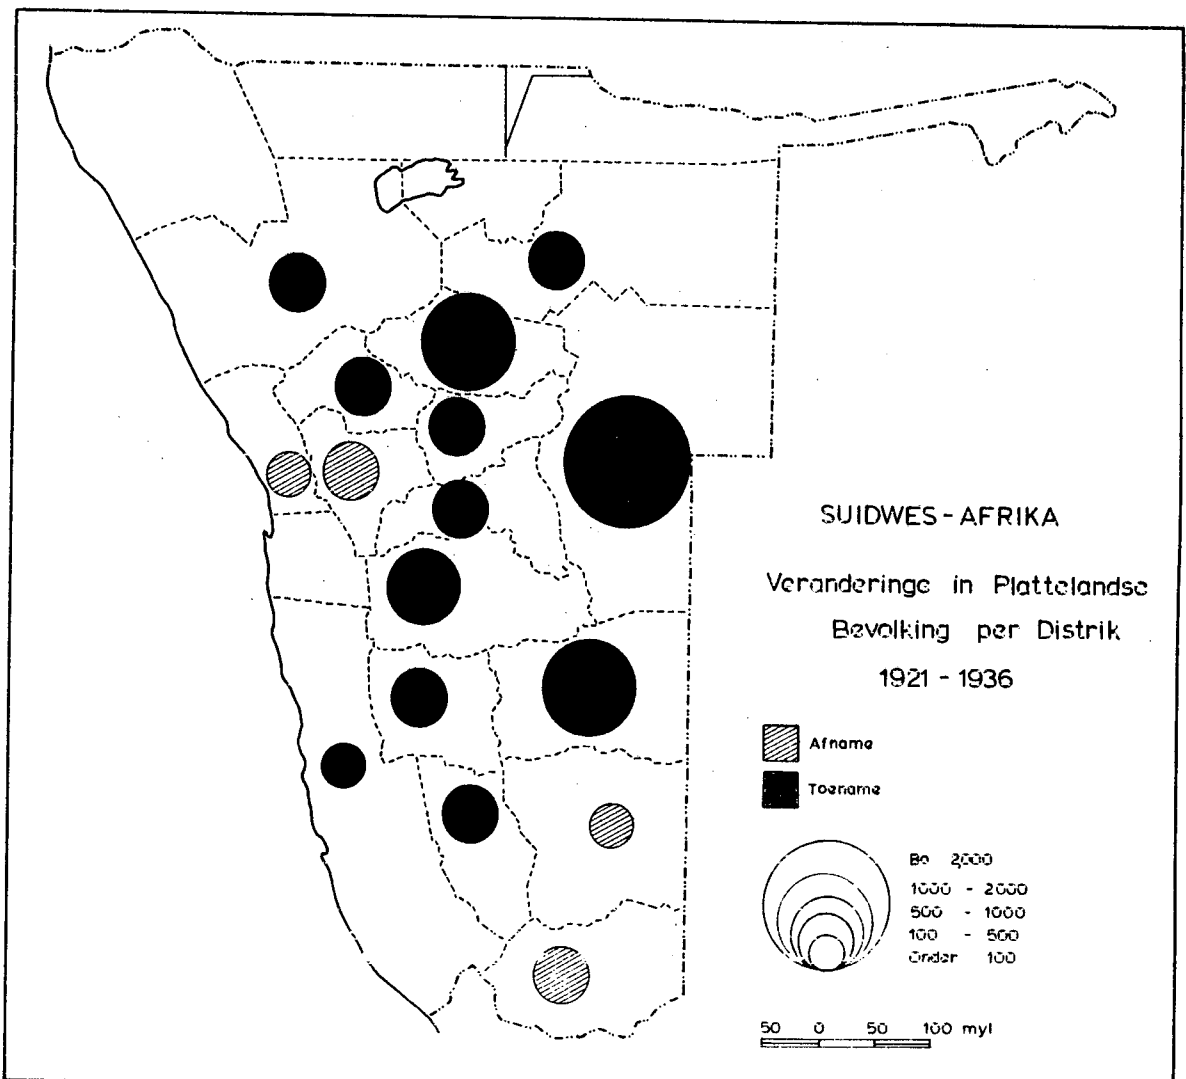 SUIDWES-AFRIKA
Veranderinge in Plattelandse
Bevolking per Distrik
1921 - 1936
Afname
Toename
Bo 2,000
1000 - 2000
500 - 1000
100 - 500
Onder 100
50 0 50 100 myl